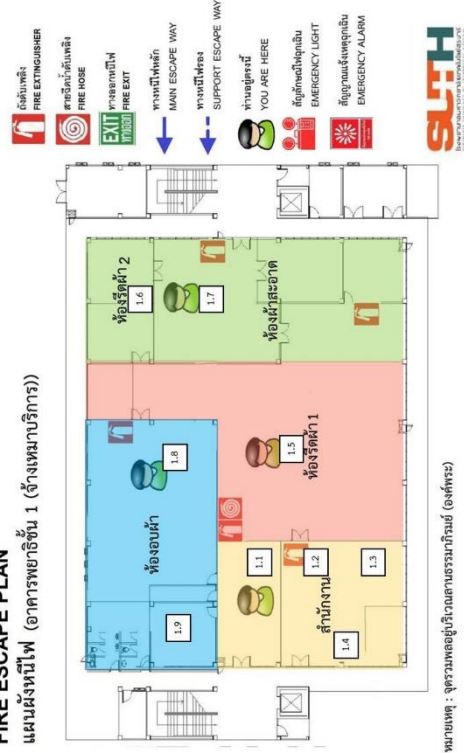 FIRE ESCAPE PLAN
แผนผังหนีไฟ (อาคารพยาธิชั้น 1 (จ้างเหมาบริการ))
ห้องอบผ้า
1.9
1.8
ห้องรีดผ้า 2
1.6
1.7
ห้องผ้าสะอาด
1.1
สำนักงาน
1.2
1.3
1.4
1.5
ห้องรีดผ้า 1
หมายเหตุ : จุดรวมพลอยู่บริเวณลานธรรมาภิรมย์ (องค์พระ)
ถังดับเพลิง
FIRE EXTINGUISHER
สายฉีดน้ำดับเพลิง
FIRE HOSE
EXIT
ทางออก
ทางออกหนีไฟ
FIRE EXIT
ทางหนีไฟหลัก
MAIN ESCAPE WAY
ทางหนีไฟรอง
SUPPORT ESCAPE WAY
ท่านอยู่ตรงนี้
YOU ARE HERE
สัญลักษณ์ไฟฉุกเฉิน
EMERGENCY LIGHT
สัญญาณแจ้งเหตุฉุกเฉิน
EMERGENCY ALARM
SUTH